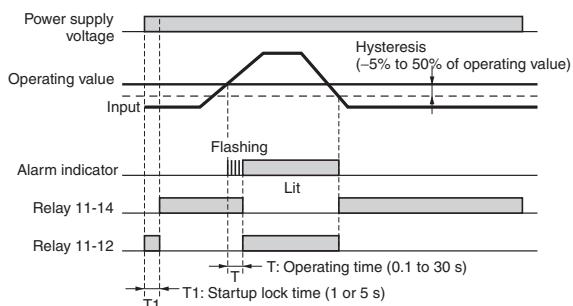 Power supply
voltage
Hysteresis
(–5% to 50% of operating value)
Operating value
Input
Flashing
Alarm indicator
Lit
Relay 11-14
Relay 11-12
T
T: Operating time (0.1 to 30 s)
T1
T1: Startup lock time (1 or 5 s)